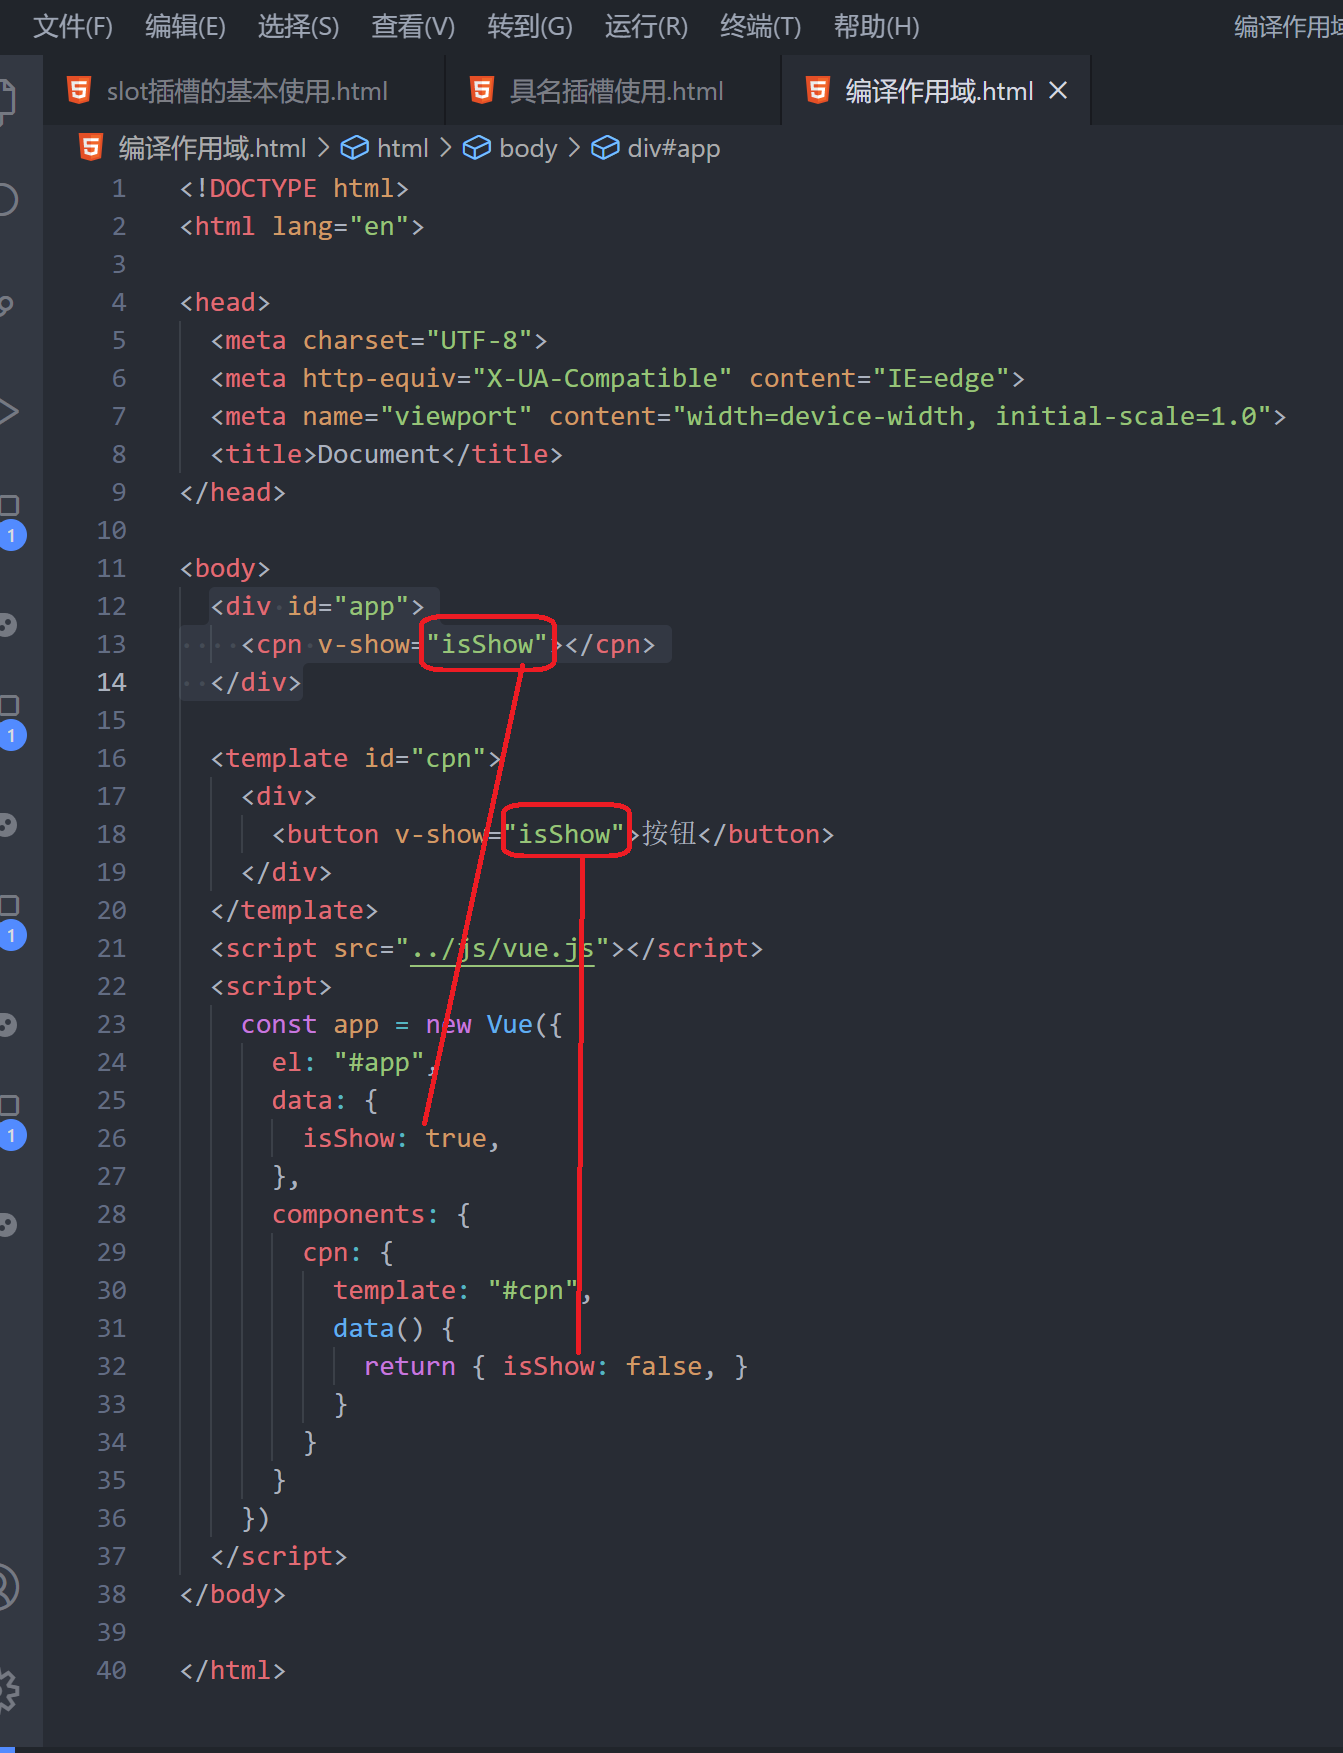 文件(F) 编辑(E) 选择(S) 查看(V) 转到(G) 运行(R) 终端(T) 帮助(H) 编译作用域
slot插槽的基本使用.html 具名插槽使用.html 编译作用域.html
编译作用域.html > html > body > div#app
1 <!DOCTYPE html>
2 <html lang="en">
3
4 <head>
5 <meta charset="UTF-8">
6 <meta http-equiv="X-UA-Compatible" content="IE=edge">
7 <meta name="viewport" content="width=device-width, initial-scale=1.0">
8 <title>Document</title>
9 </head>
10
11 <body>
12 <div id="app">
13 <cpn v-show="isShow"></cpn>
14 </div>
15
16 <template id="cpn">
17 <div>
18 <button v-show="isShow">按钮</button>
19 </div>
20 </template>
21 <script src="../js/vue.js"></script>
22 <script>
23 const app = new Vue({
24 el: "#app",
25 data: {
26 isShow: true,
27 },
28 components: {
29 cpn: {
30 template: "#cpn",
31 data() {
32 return { isShow: false, }
33 }
34 }
35 }
36 })
37 </script>
38 </body>
39
40 </html>
1
1
1
1